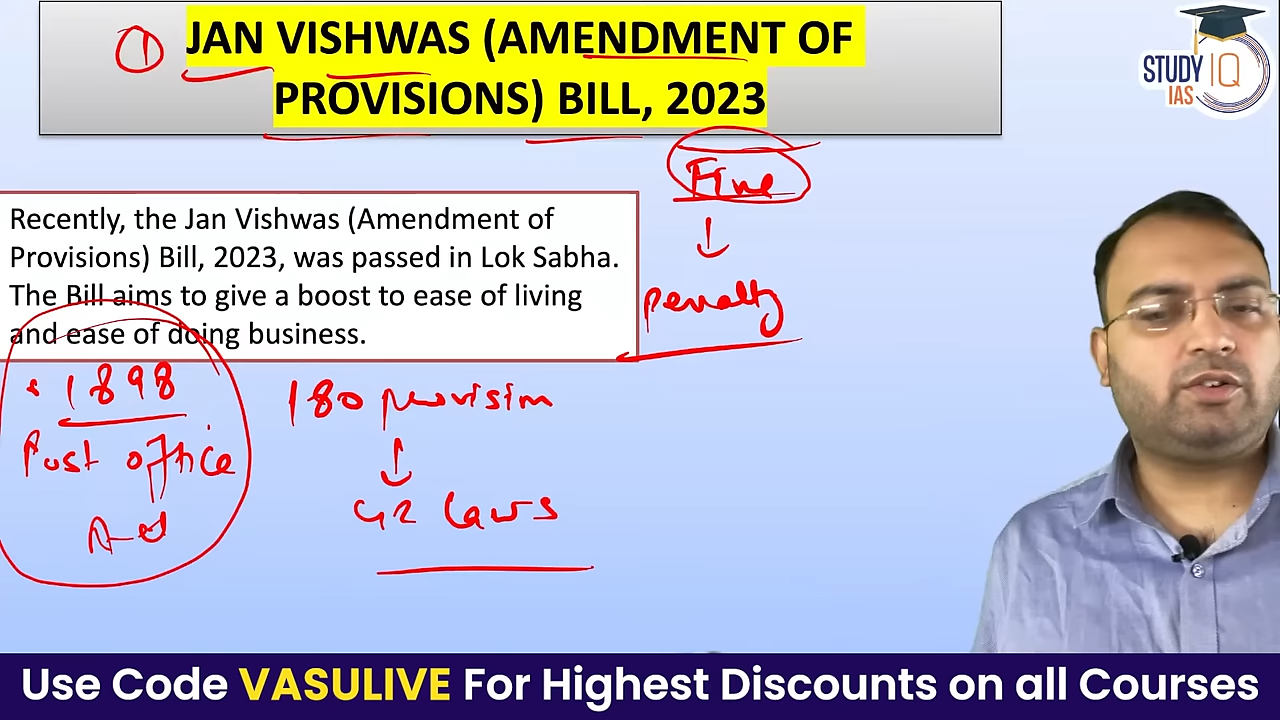 ① JAN VISHWAS (AMENDMENT OF
PROVISIONS) BILL, 2023
STUDY IQ
IAS
Fine
↓
penalty
Recently, the Jan Vishwas (Amendment of
Provisions) Bill, 2023, was passed in Lok Sabha.
The Bill aims to give a boost to ease of living
and ease of doing business.
1898
Post office
Act
180 provision
↓
42 laws
Use Code VASULIVE For Highest Discounts on all Courses